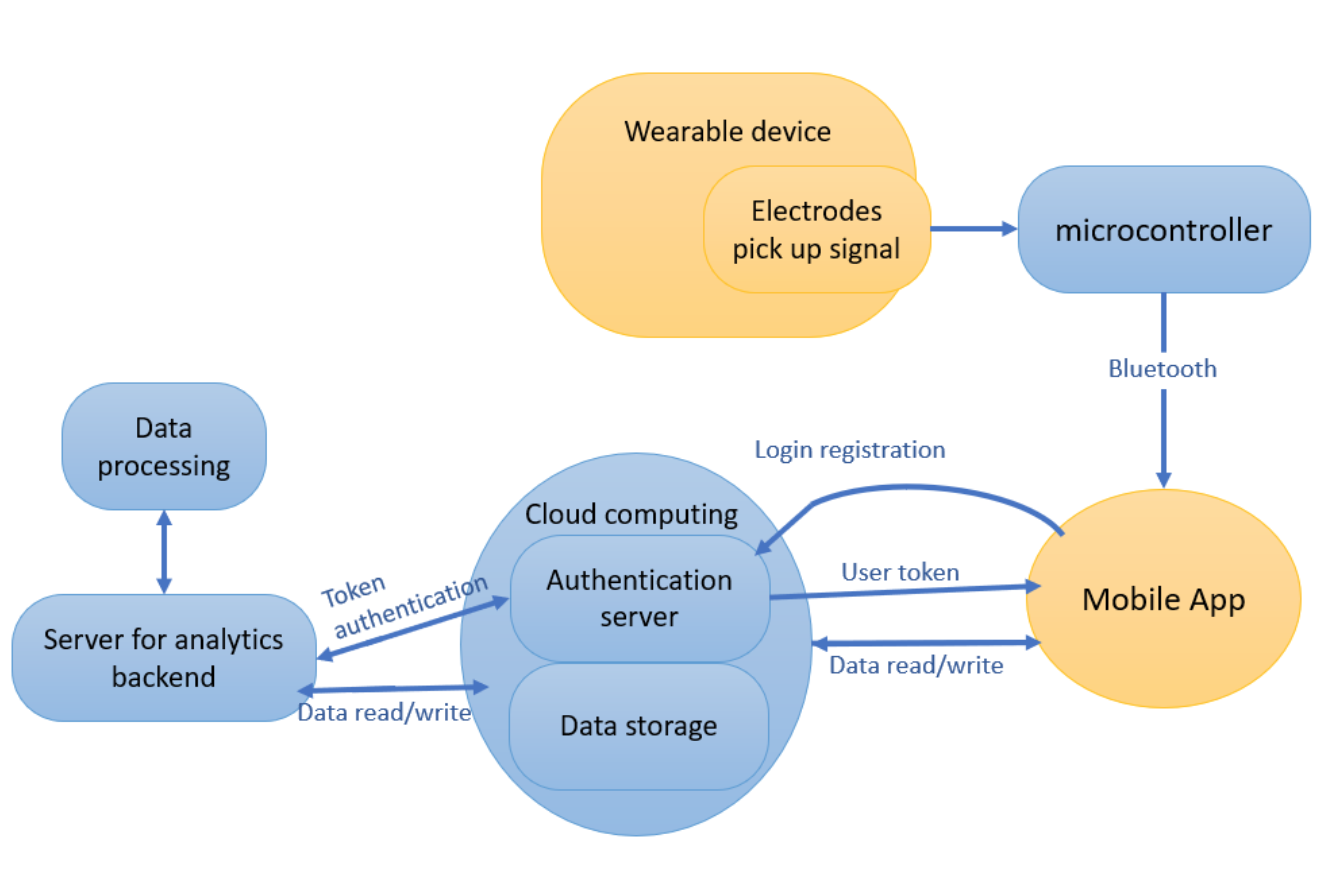 Wearable device
Electrodes
pick up signal
microcontroller
Bluetooth
Data
processing
Login registration
Cloud computing
Authentication
server
User token
Mobile App
Token
authentication
Server for analytics
backend
Data read/write
Data read/write
Data storage